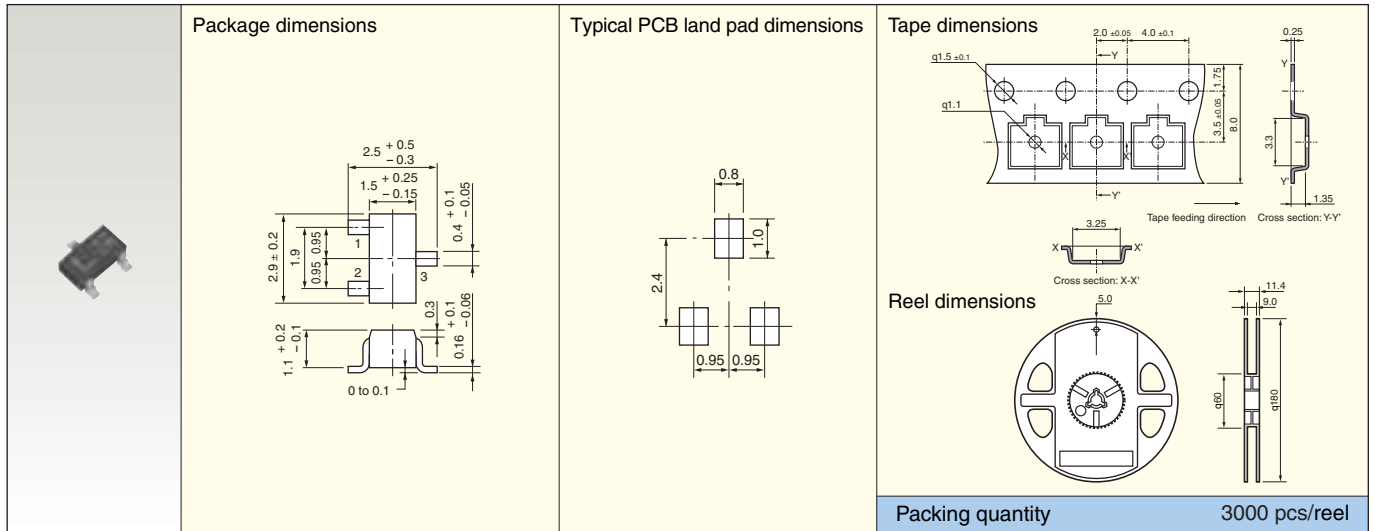 Package dimensions
2.5 + 0.5 − 0.3
1.5 + 0.25 − 0.15
0.4 + 0.1 − 0.05
2.9 ± 0.2
1.9
0.95
0.95
1
2
3
1.1 + 0.2 − 0.1
0.3
0.16 + 0.1 − 0.06
0 to 0.1
Typical PCB land pad dimensions
0.8
1.0
2.4
0.95
0.95
Tape dimensions
2.0 ±0.05
4.0 ±0.1
0.25
q1.5 ±0.1
q1.1
Y
Y'
X
X'
1.75
3.5 ±0.05
8.0
Y
3.3
Y'
1.35
Tape feeding direction
Cross section: Y-Y'
3.25
X
X'
Cross section: X-X'
Reel dimensions
5.0
11.4
9.0
q60
q180
Packing quantity
3000 pcs/reel